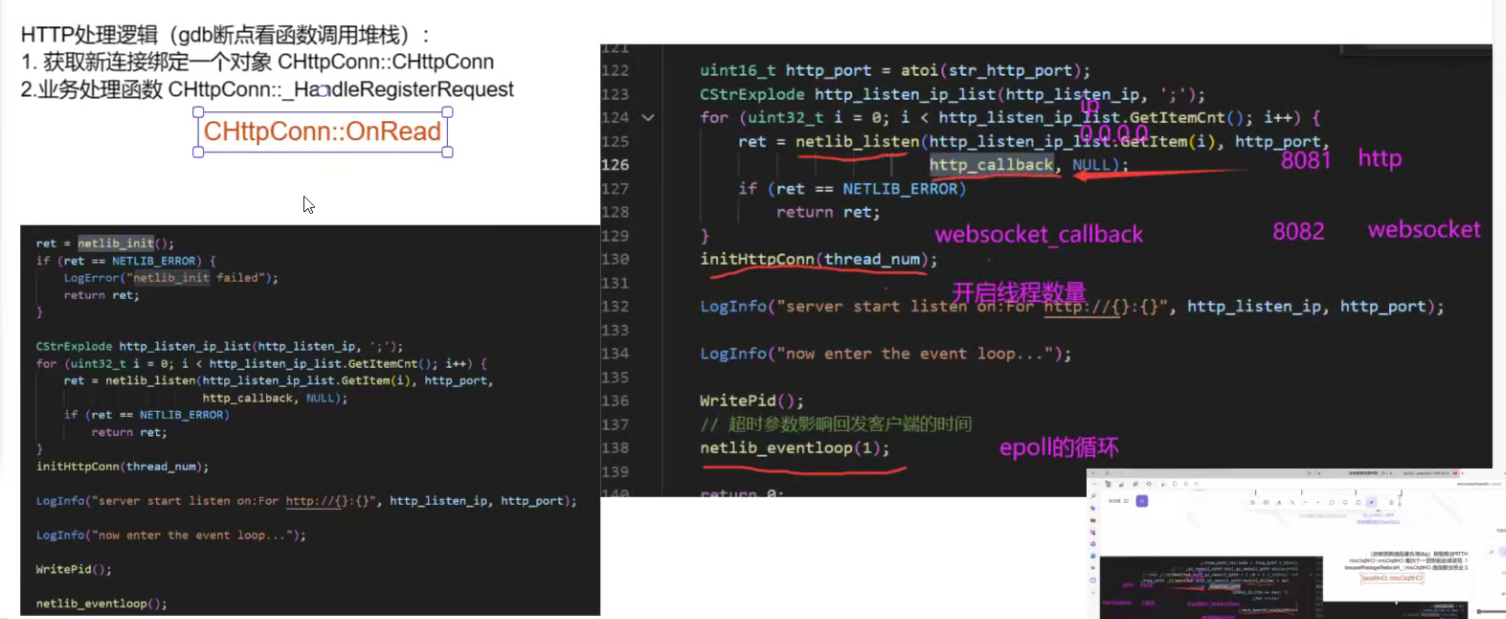 HTTP处理逻辑（gdb断点看函数调用堆栈）：
1. 获取新连接绑定一个对象 CHttpConn::CHttpConn
2.业务处理函数 CHttpConn::_HandleRegisterRequest
CHttpConn::OnRead
ret = netlib_init();
if (ret == NETLIB_ERROR) {
LogError("netlib_init failed");
return ret;
}
CStrExplode http_listen_ip_list(http_listen_ip, ';');
for (uint32_t i = 0; i < http_listen_ip_list.GetItemCnt(); i++) {
ret = netlib_listen(http_listen_ip_list.GetItem(i), http_port,
http_callback, NULL);
if (ret == NETLIB_ERROR)
return ret;
}
initHttpConn(thread_num);
LogInfo("server start listen on:For http://{}:{}", http_listen_ip, http_port);
LogInfo("now enter the event loop...");
WritePid();
netlib_eventloop();
121
122 uint16_t http_port = atoi(str_http_port);
123 CStrExplode http_listen_ip_list(http_listen_ip, ';');
ip
124 for (uint32_t i = 0; i < http_listen_ip_list.GetItemCnt(); i++) {
0.0.0.0
125 ret = netlib_listen(http_listen_ip_list.GetItem(i), http_port,
126 http_callback, NULL);
8081 http
127 if (ret == NETLIB_ERROR)
128 return ret;
129 }
websocket_callback 8082 websocket
130 initHttpConn(thread_num);
131
开启线程数量
132 LogInfo("server start listen on:For http://{}:{}", http_listen_ip, http_port);
133
134 LogInfo("now enter the event loop...");
135
136 WritePid();
137 // 超时参数影响回发客户端的时间
138 netlib_eventloop(1);
epoll的循环
139
140 return 0;